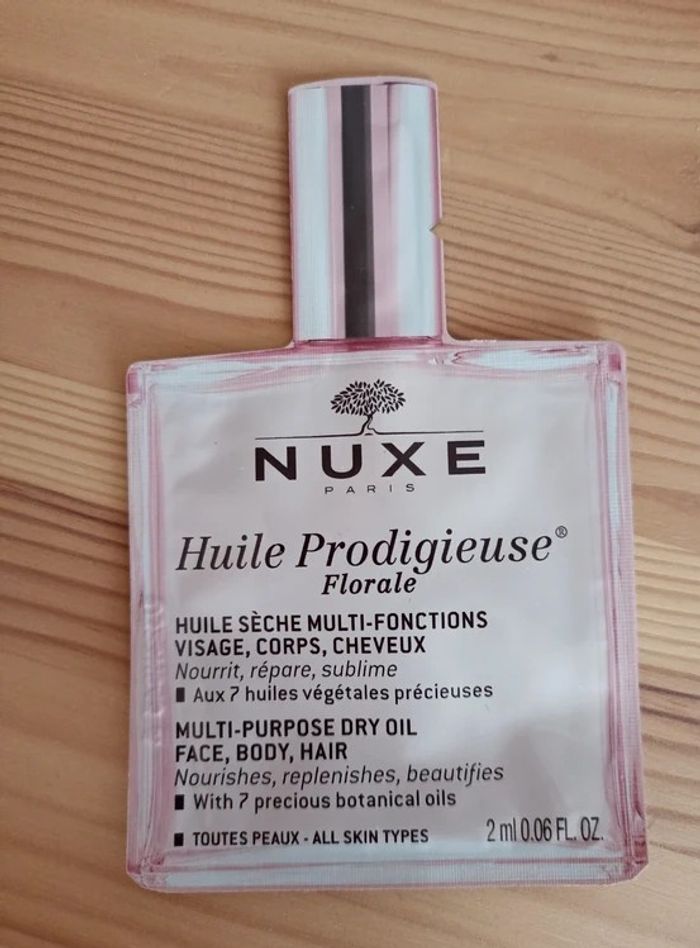 NUXE
PARIS
Huile Prodigieuse®
Florale
HUILE SÈCHE MULTI-FONCTIONS
VISAGE, CORPS, CHEVEUX
Nourrit, répare, sublime
■ Aux 7 huiles végétales précieuses
MULTI-PURPOSE DRY OIL
FACE, BODY, HAIR
Nourishes, replenishes, beautifies
■ With 7 precious botanical oils
■ TOUTES PEAUX - ALL SKIN TYPES 2 ml 0.06 FL. OZ.